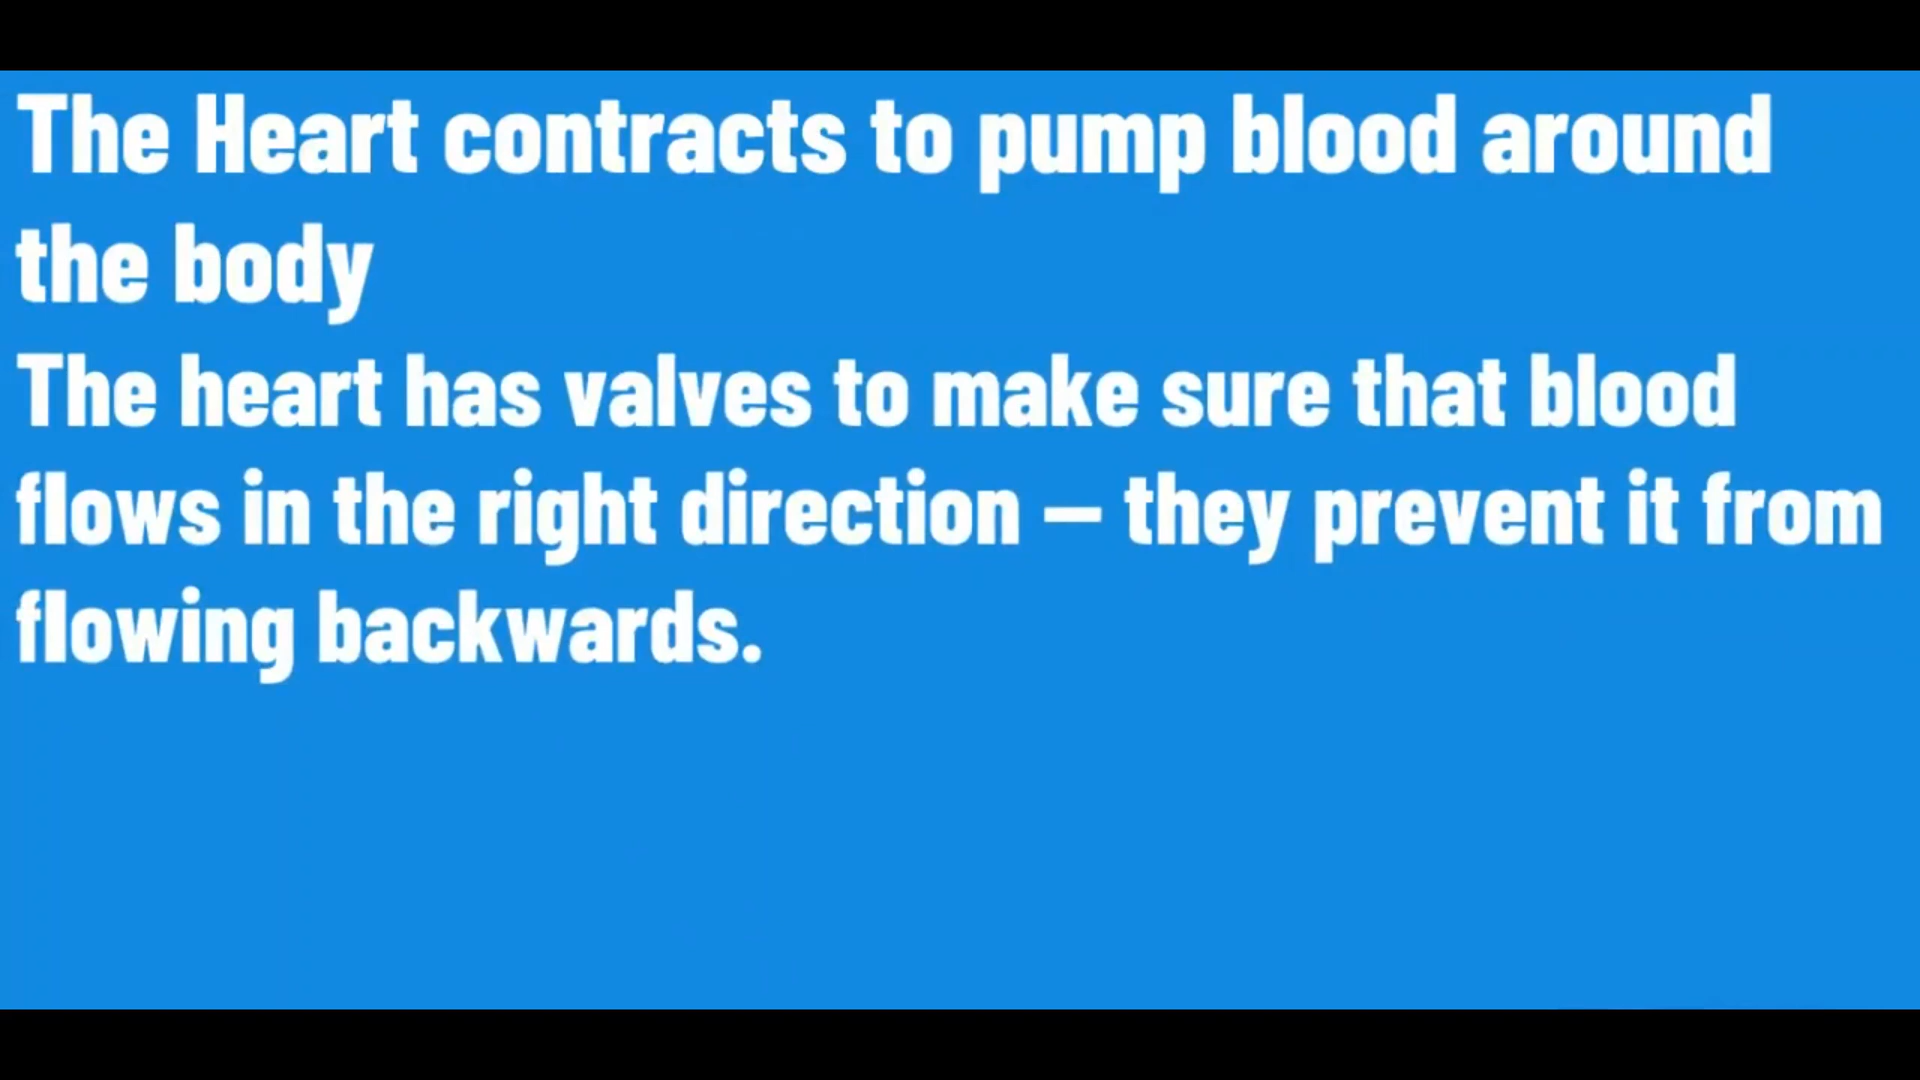 The Heart contracts to pump blood around
the body
The heart has valves to make sure that blood
flows in the right direction – they prevent it from
flowing backwards.